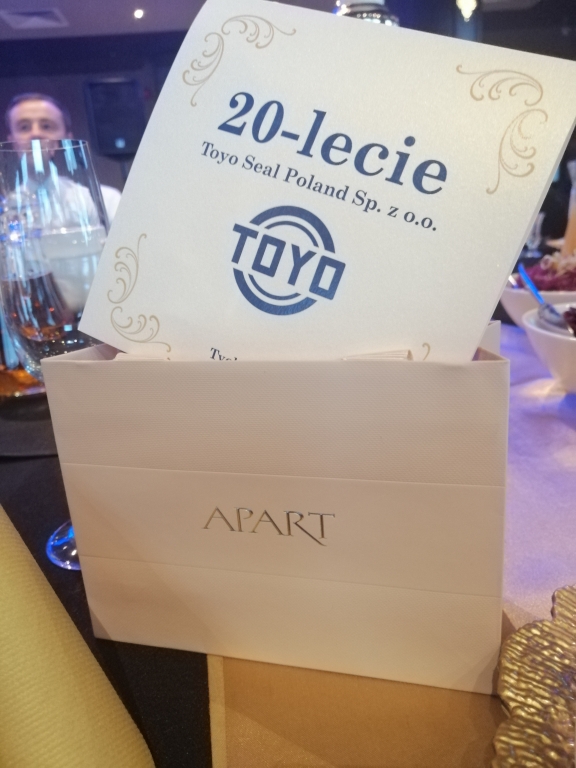 20-lecie
Toyo Seal Poland Sp. z o.o.
TOYO
APART